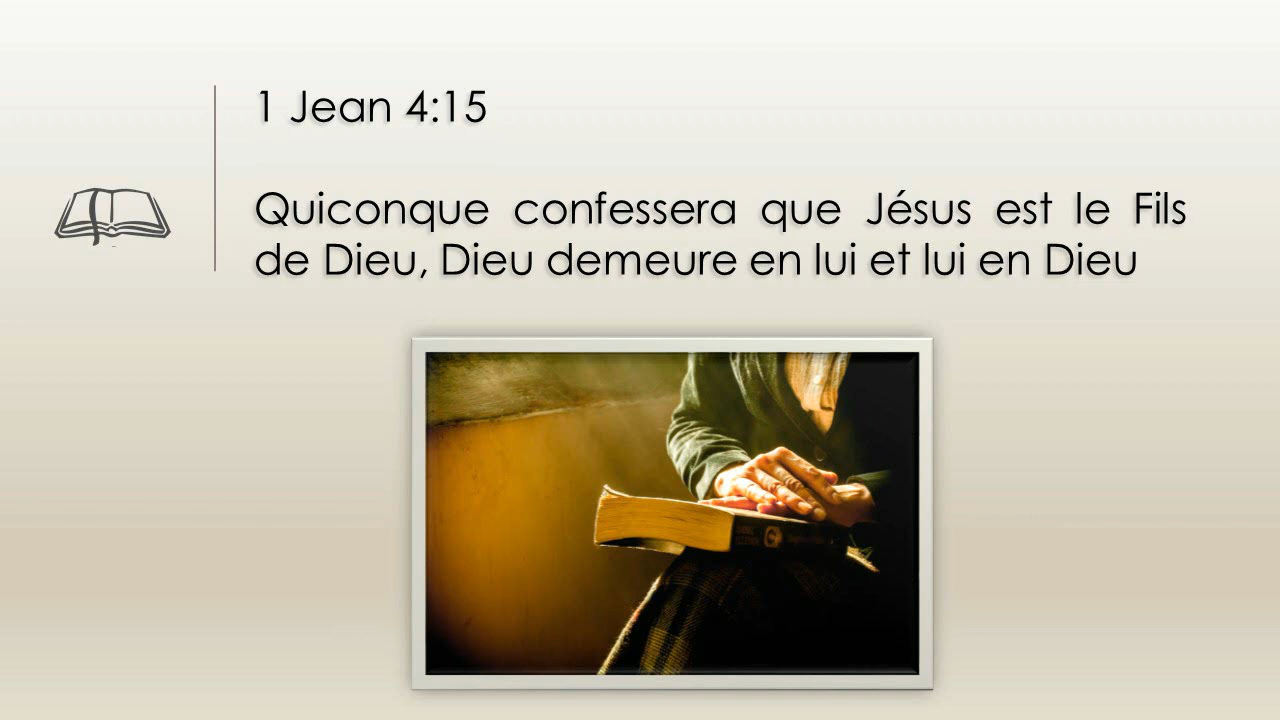 1 Jean 4:15
Quiconque confessera que Jésus est le Fils
de Dieu, Dieu demeure en lui et lui en Dieu